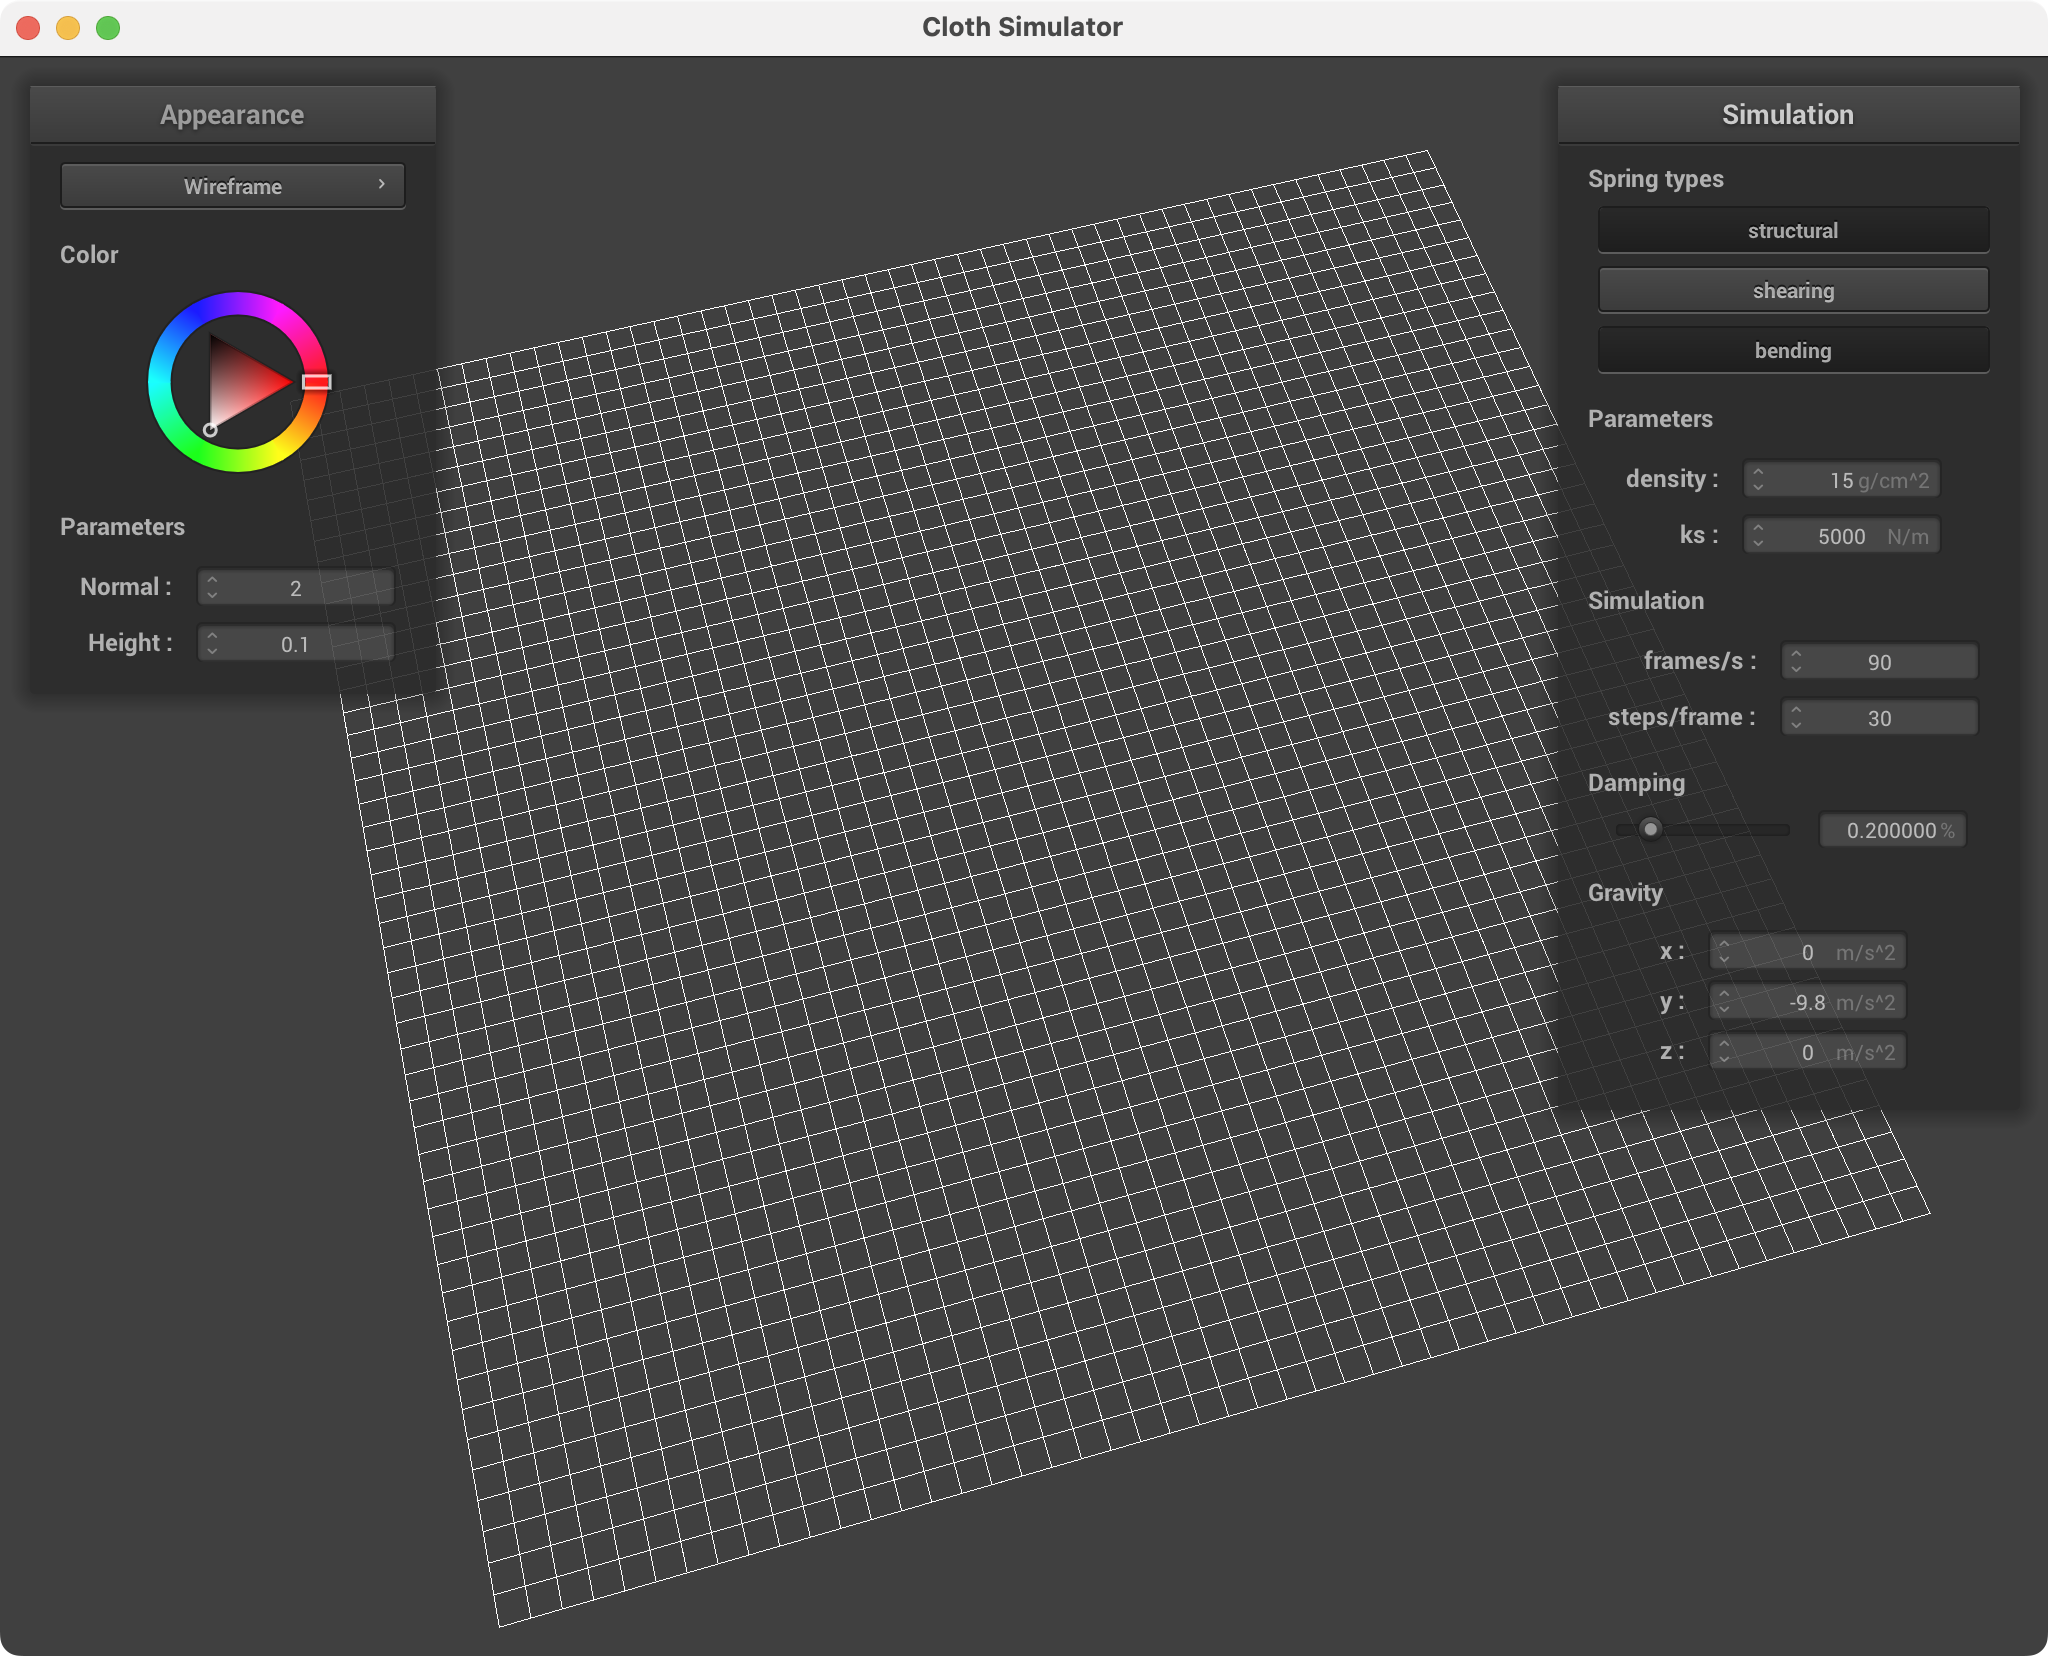 Cloth Simulator
Appearance
Wireframe
Color
Parameters
Normal : 2
Height : 0.1
Simulation
Spring types
structural
shearing
bending
Parameters
density : 15 g/cm^2
ks : 5000 N/m
Simulation
frames/s : 90
steps/frame : 30
Damping
0.200000 %
Gravity
x : 0 m/s^2
y : -9.8 m/s^2
z : 0 m/s^2